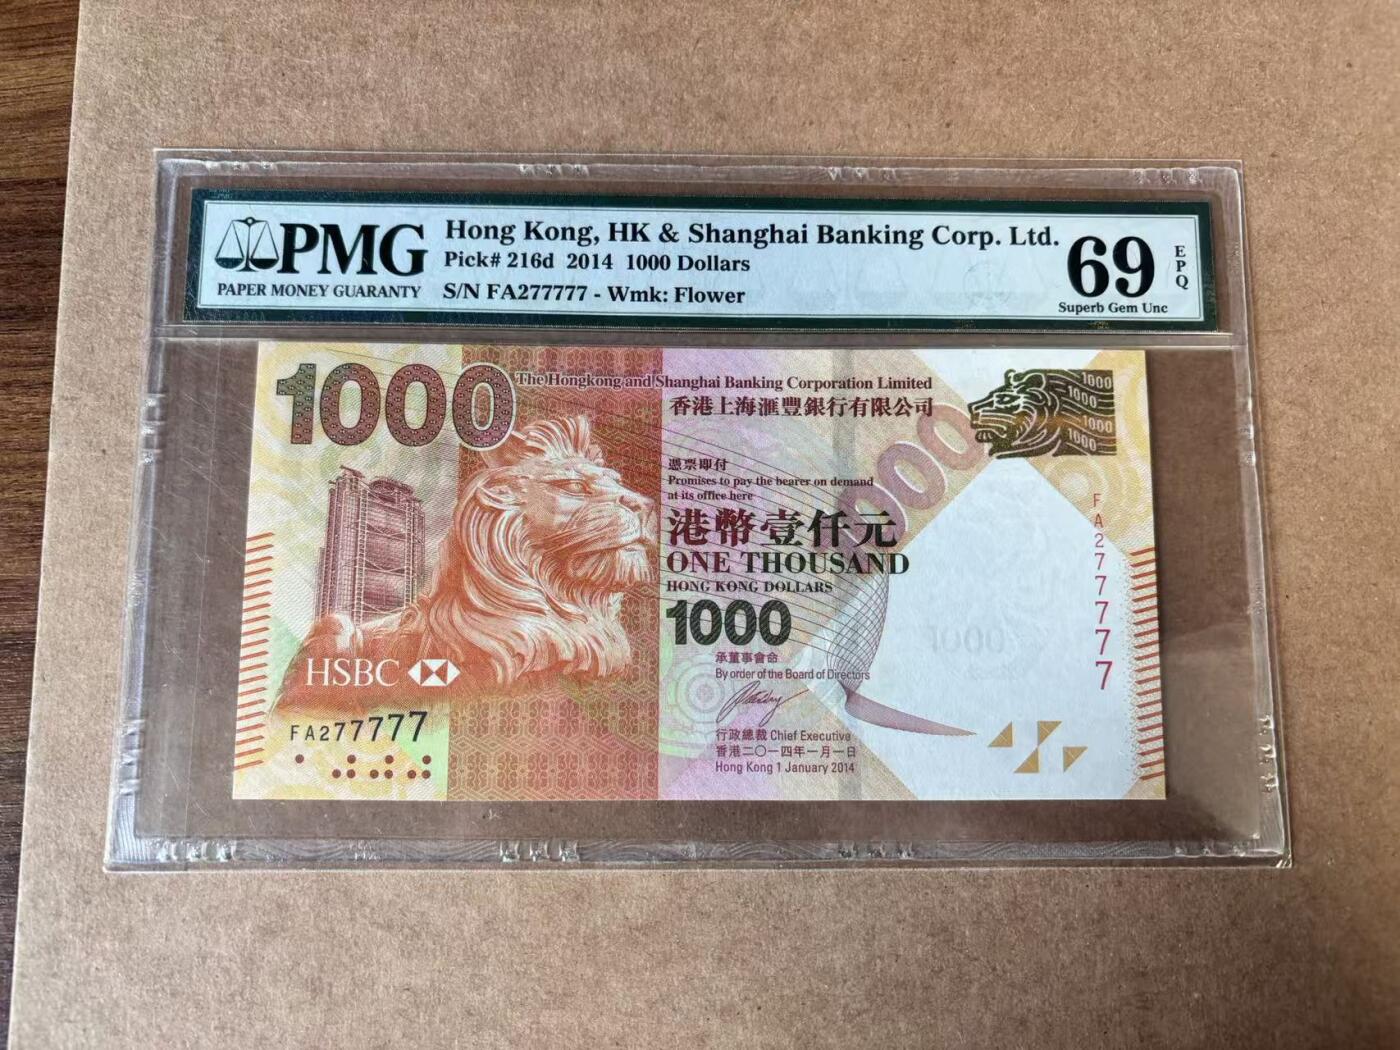 PMG
PAPER MONEY GUARANTY
Hong Kong, HK & Shanghai Banking Corp. Ltd.
Pick# 216d 2014 1000 Dollars
S/N FA277777 - Wmk: Flower
69
EPQ
Superb Gem Unc
1000
The Hongkong and Shanghai Banking Corporation Limited
香港上海滙豐銀行有限公司
1000
1000
1000
1000
1000
憑票即付
Promises to pay the bearer on demand
at its office here
港幣壹仟元
ONE THOUSAND
HONG KONG DOLLARS
1000
承董事會命
By order of the Board of Directors
行政總裁 Chief Executive
香港二〇一四年一月一日
Hong Kong 1 January 2014
HSBC
FA277777
FA277777